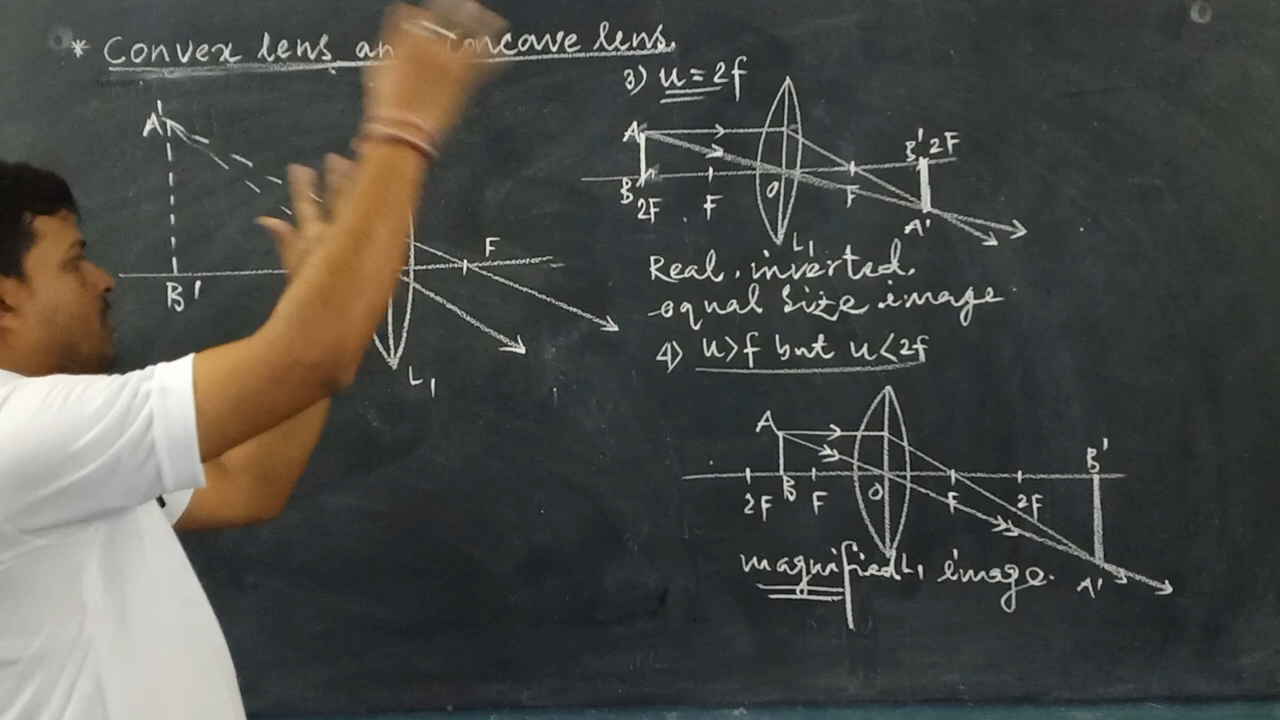 * Convex lens an concave lens.
A'
B'
F
L1
3) u = 2f
A
B
2F
F
O
F
B'
2F
A'
L1
Real, inverted,
equal size image
4) u>f but u<2f
A
2F
B
F
O
F
2F
B'
A'
magnified L1 image.